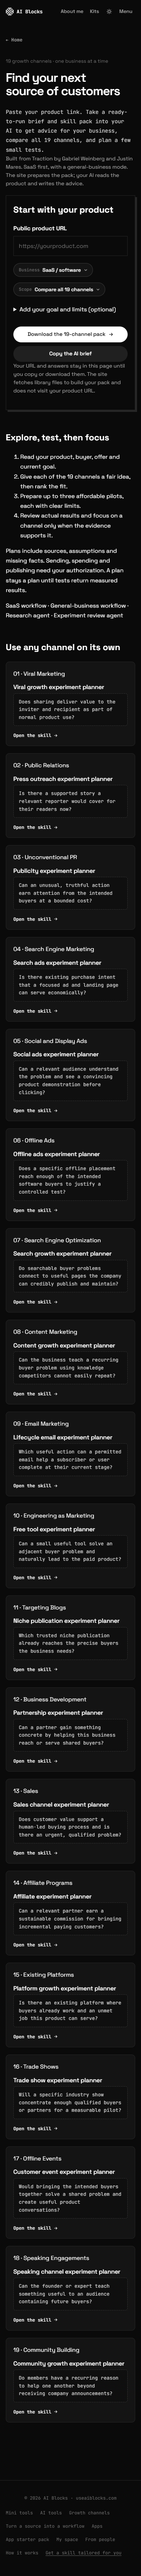 AI Blocks
About me
Kits
Menu
← Home
19 growth channels · one business at a time
Find your next
source of customers
Paste your product link. Take a ready-
to-run brief and skill pack into your
AI to get advice for your business,
compare all 19 channels, and plan two
small tests.
Built from Traction by Gabriel Weinberg and Justin
Mares. SaaS first, with a general-business mode. The
site prepares the pack; your AI reads the
product and writes the advice.
Start with your product
Public product URL
https://yourproduct.com
Business SaaS / software
Scope Compare all 19 channels
Add your goal and limits (optional)
Download the 19-channel pack →
Copy the AI brief
Your URL and answers stay in this page until
you copy or download them. The site
fetches library files to build your pack and
does not visit your product URL.
Explore, test, then focus
1. Read your product, buyer, offer and
current goal.
2. Give each of the 19 channels a fair idea,
then rank the fit.
3. Prepare up to three affordable pilots,
each with clear limits.
4. Review actual results and focus on a
channel only when the evidence
supports it.
Plans include sources, assumptions and
missing facts. Sending, spending and
publishing need your authorization. A plan
stays a plan until tests return measured
results.
SaaS workflow · General-business workflow ·
Research agent · Experiment review agent
Use any channel on its own
01 · Viral Marketing
Viral growth experiment planner
Does sharing deliver value to the
inviter and recipient as part of
normal product use?
Open the skill →
02 · Public Relations
Press outreach experiment planner
Is there a supported story a
relevant reporter would cover for
their readers now?
Open the skill →
03 · Unconventional PR
Publicity experiment planner
Can an unusual, truthful action
earn attention from the intended
buyers at a bounded cost?
Open the skill →
04 · Search Engine Marketing
Search ads experiment planner
Is there existing purchase intent
that a focused ad and landing page
can serve economically?
Open the skill →
05 · Social and Display Ads
Social ads experiment planner
Can a relevant audience understand
the problem and see a convincing
product demonstration before
clicking?
Open the skill →
06 · Offline Ads
Offline ads experiment planner
Does a specific offline placement
reach enough of the intended
software buyers to justify a
controlled test?
Open the skill →
07 · Search Engine Optimization
Search growth experiment planner
Do searchable buyer problems
connect to useful pages the company
can credibly publish and maintain?
Open the skill →
08 · Content Marketing
Content growth experiment planner
Can the business teach a recurring
buyer problem using knowledge
competitors cannot easily repeat?
Open the skill →
09 · Email Marketing
Lifecycle email experiment planner
Which useful action can a permitted
email help a subscriber or user
complete at their current stage?
Open the skill →
10 · Engineering as Marketing
Free tool experiment planner
Can a small useful tool solve an
adjacent buyer problem and
naturally lead to the paid product?
Open the skill →
11 · Targeting Blogs
Niche publication experiment planner
Which trusted niche publication
already reaches the precise buyers
the business needs?
Open the skill →
12 · Business Development
Partnership experiment planner
Can a partner gain something
concrete by helping this business
reach or serve shared buyers?
Open the skill →
13 · Sales
Sales channel experiment planner
Does customer value support a
human-led buying process and is
there an urgent, qualified problem?
Open the skill →
14 · Affiliate Programs
Affiliate experiment planner
Can a relevant partner earn a
sustainable commission for bringing
incremental paying customers?
Open the skill →
15 · Existing Platforms
Platform growth experiment planner
Is there an existing platform where
buyers already work and an unmet
job this product can serve?
Open the skill →
16 · Trade Shows
Trade show experiment planner
Will a specific industry show
concentrate enough qualified buyers
or partners for a measurable pilot?
Open the skill →
17 · Offline Events
Customer event experiment planner
Would bringing the intended buyers
together solve a shared problem and
create useful product
conversations?
Open the skill →
18 · Speaking Engagements
Speaking channel experiment planner
Can the founder or expert teach
something useful to an audience
containing future buyers?
Open the skill →
19 · Community Building
Community growth experiment planner
Do members have a recurring reason
to help one another beyond
receiving company announcements?
Open the skill →
© 2026 AI Blocks · useaiblocks.com
Mini tools AI tools Growth channels
Turn a source into a workflow Apps
App starter pack My space Free people
How it works Get a skill tailored for you